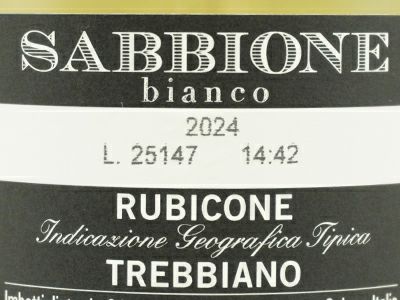 SABBIONE
bianco
2024
L. 25147 14:42
RUBICONE
Indicazione Geografica Tipica
TREBBIANO